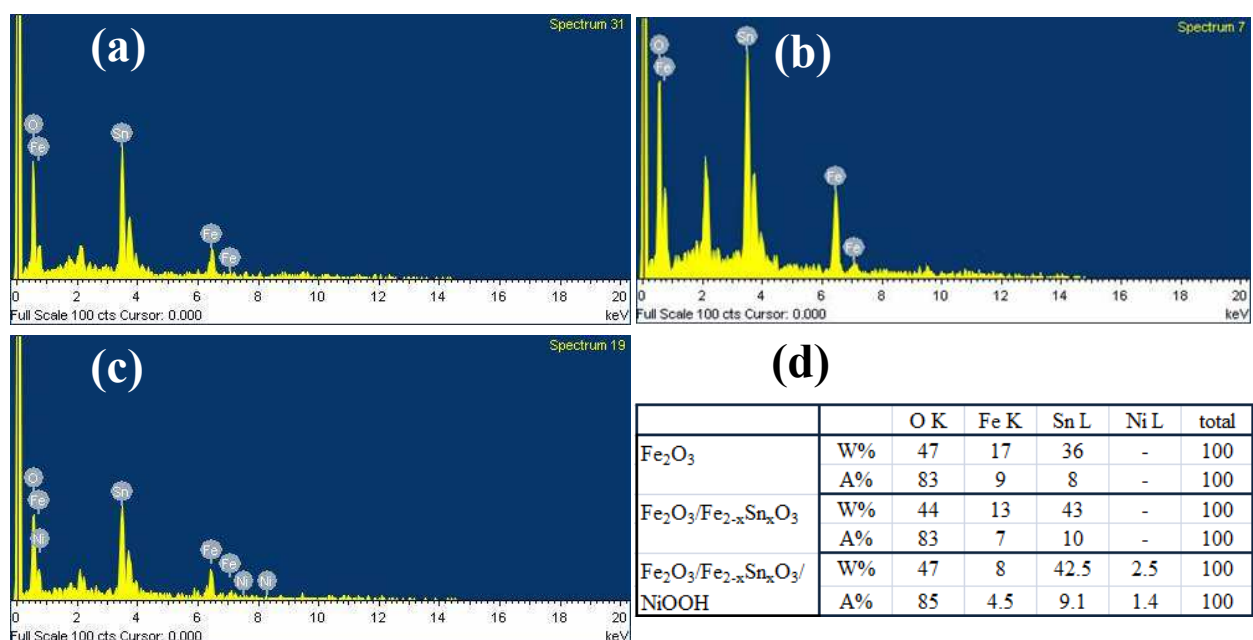 (a)
Spectrum 31
O
Fe
Sn
Fe
Fe
0 2 4 6 8 10 12 14 16 18 20
Full Scale 100 cts Cursor: 0.000 keV
(b)
Spectrum 7
O
Fe
Sn
Fe
Fe
0 2 4 6 8 10 12 14 16 18 20
Full Scale 100 cts Cursor: 0.000 keV
(c)
Spectrum 19
O
Fe
Ni
Sn
Fe
Fe
Ni
Ni
0 2 4 6 8 10 12 14 16 18 20
Full Scale 100 cts Cursor: 0.000 keV
(d)
O K Fe K Sn L Ni L total
Fe₂O₃ W% 47 17 36 - 100
A% 83 9 8 - 100
Fe₂O₃/Fe₂₋ₓSnₓO₃ W% 44 13 43 - 100
A% 83 7 10 - 100
Fe₂O₃/Fe₂₋ₓSnₓO₃/ W% 47 8 42.5 2.5 100
NiOOH A% 85 4.5 9.1 1.4 100